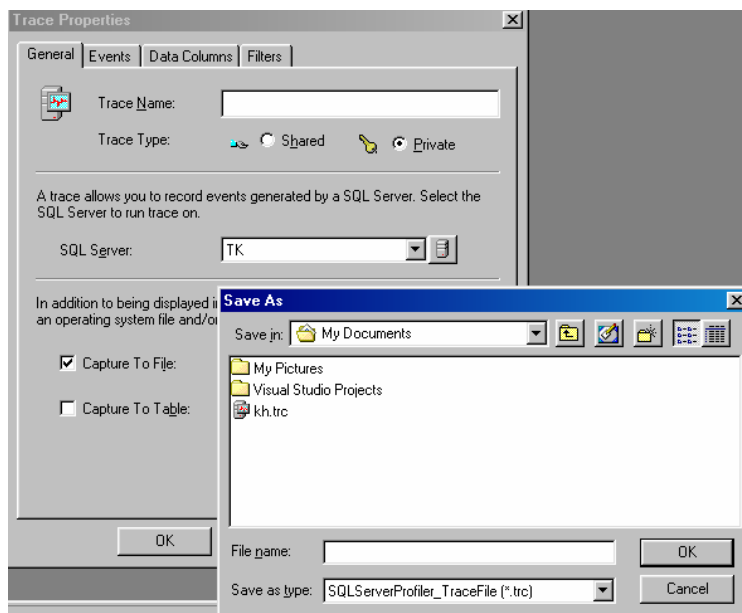 Trace Properties
General Events Data Columns Filters
Trace Name:
Trace Type: Shared Private
A trace allows you to record events generated by a SQL Server. Select the
SQL Server to run trace on.
SQL Server: TK
In addition to being displayed
an operating system file and/or
Capture To File:
Capture To Table:
OK
Save As
Save in: My Documents
My Pictures
Visual Studio Projects
kh.trc
File name: OK
Save as type: SQLServerProfiler_TraceFile (*.trc) Cancel